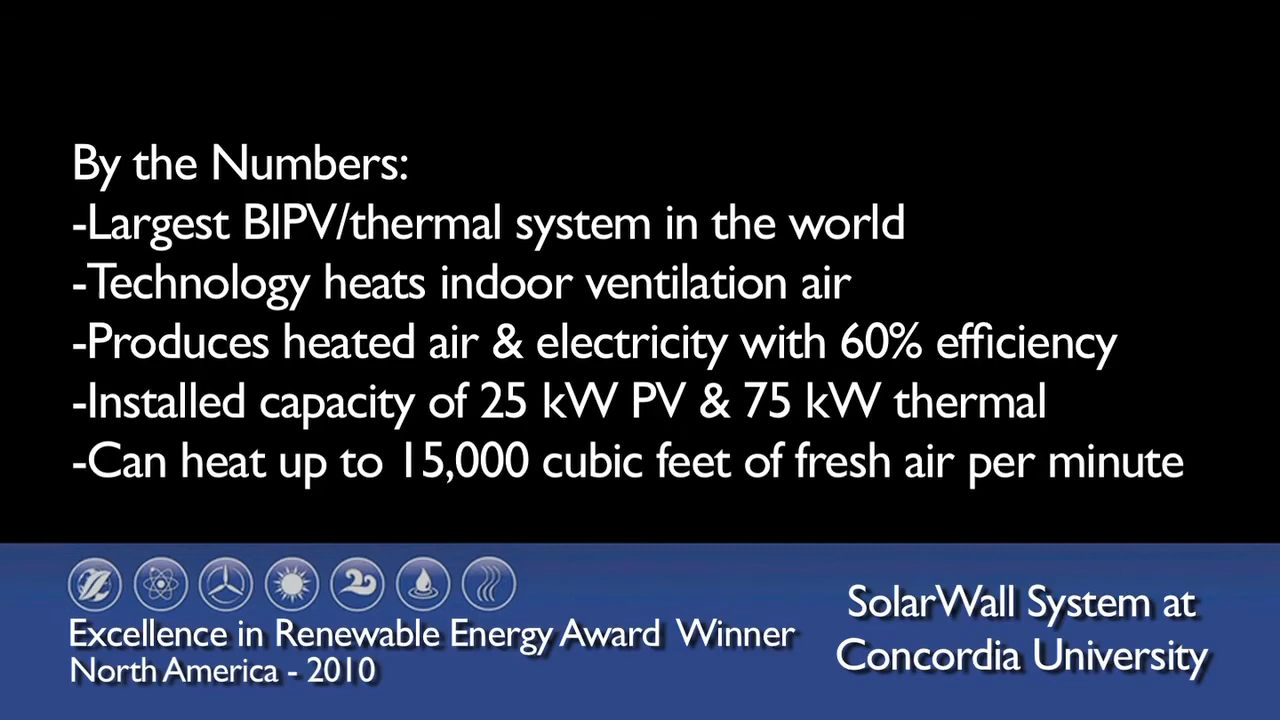 By the Numbers:
-Largest BIPV/thermal system in the world
-Technology heats indoor ventilation air
-Produces heated air & electricity with 60% efficiency
-Installed capacity of 25 kW PV & 75 kW thermal
-Can heat up to 15,000 cubic feet of fresh air per minute
Excellence in Renewable Energy Award Winner
North America - 2010
SolarWall System at
Concordia University